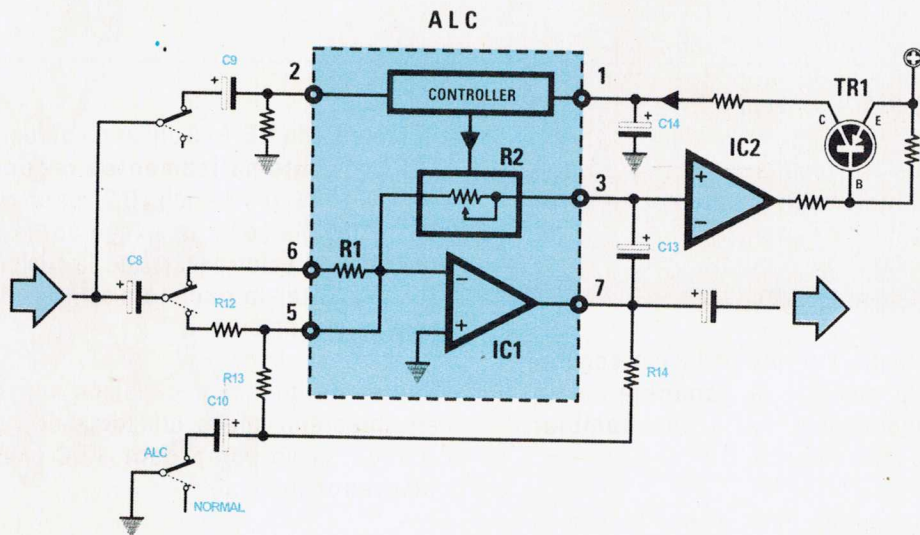 ALC
C9
2
CONTROLLER
1
TR1
C
E
B
C14
R2
3
IC2
+
−
C8
6
R1
C13
R12
5
−
+
IC1
7
R13
R14
C10
ALC
NORMAL